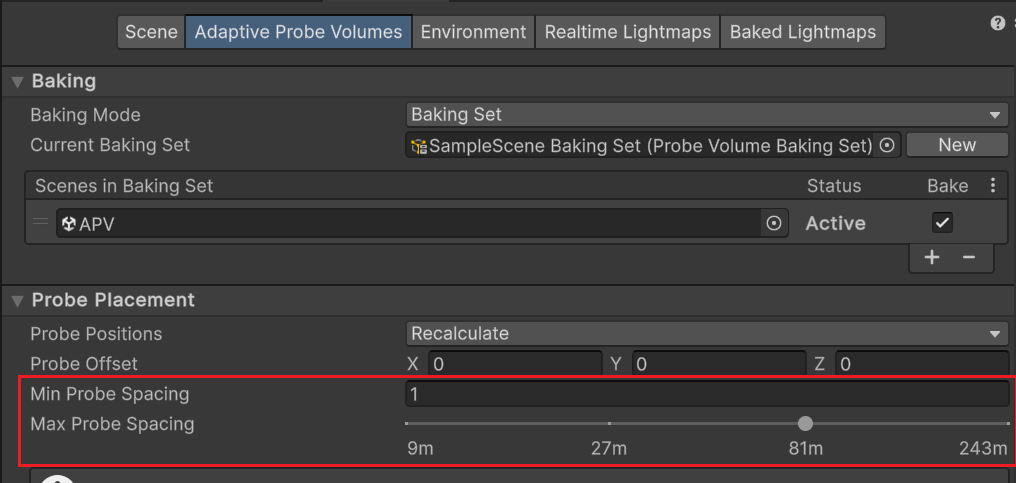 Scene Adaptive Probe Volumes Environment Realtime Lightmaps Baked Lightmaps
Baking
Baking Mode Baking Set
Current Baking Set SampleScene Baking Set (Probe Volume Baking Set) New
Scenes in Baking Set Status Bake
APV Active
Probe Placement
Probe Positions Recalculate
Probe Offset X 0 Y 0 Z 0
Min Probe Spacing 1
Max Probe Spacing
9m 27m 81m 243m